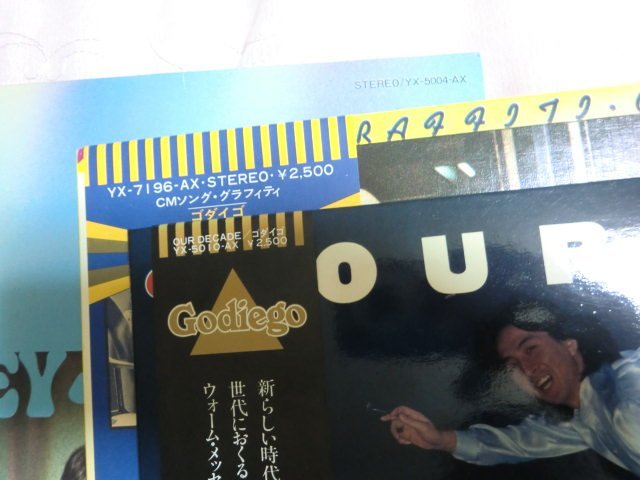 STEREO/YX-5004-AX
RAFFITI
YX-7196-AX・STEREO・¥2,500
CMソング・グラフィティ
ゴダイゴ
OUR DECADE/ゴダイゴ
YX-5010-AX ¥2,500
OUR
Godiego
新らしい時代
世代におくる
ウォーム・メッセ
EY